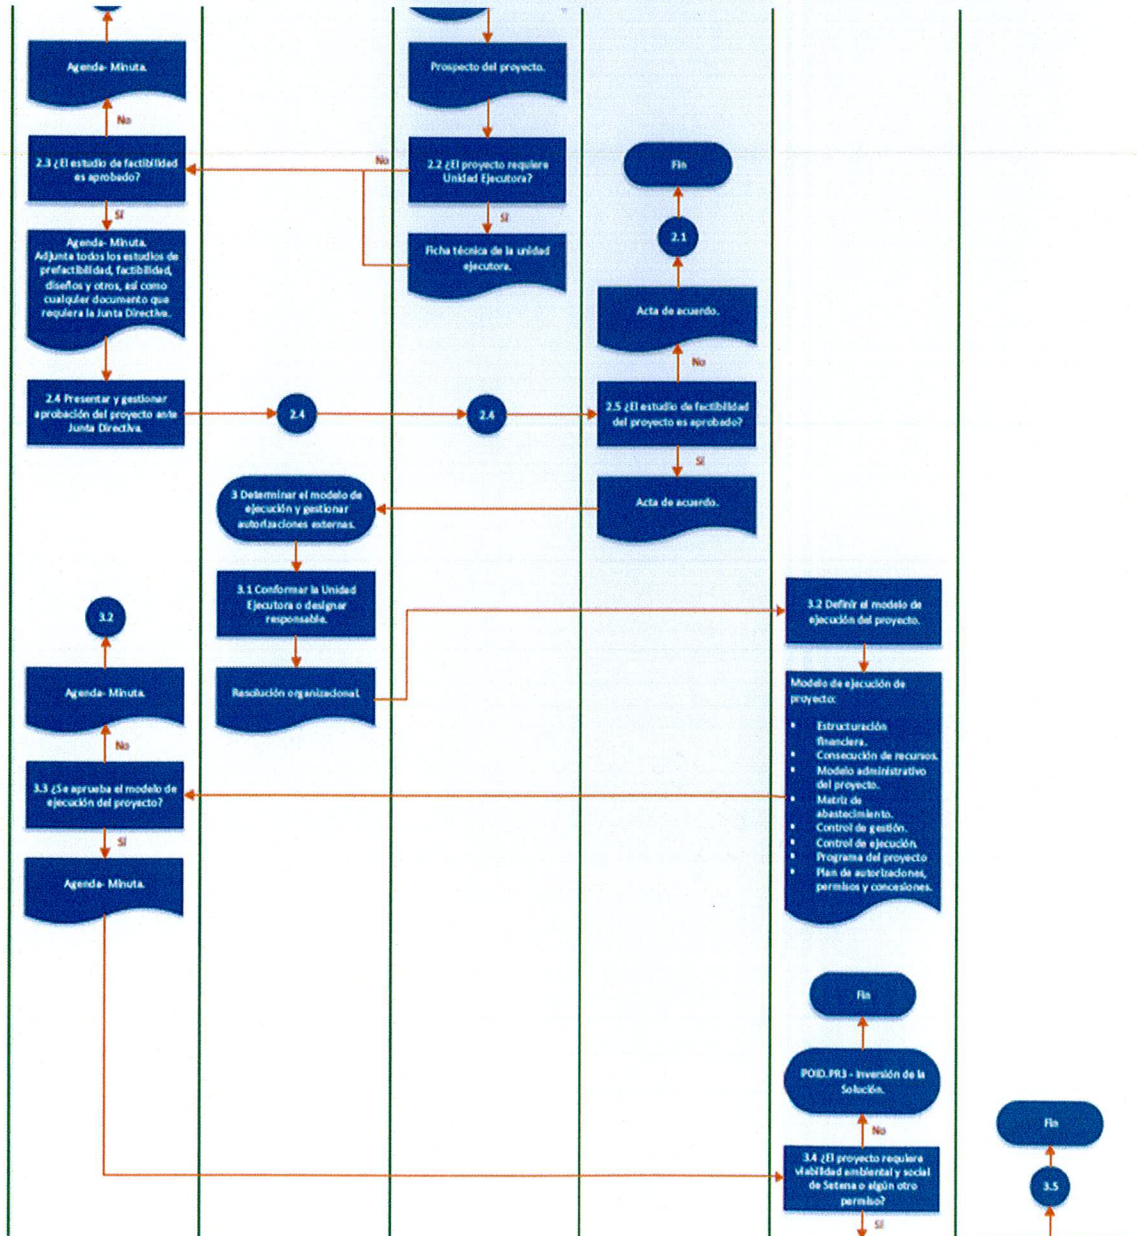 Agenda- Minuta.
No
2.3 ¿El estudio de factibilidad
es aprobado?
Sí
Agenda- Minuta.
Adjunta todos los estudios de
prefactibilidad, factibilidad,
diseños y otros, así como
cualquier documento que
requiera la Junta Directiva.
2.4 Presentar y gestionar
aprobación del proyecto ante
Junta Directiva.
2.4
Prospecto del proyecto.
2.2 ¿El proyecto requiere
Unidad Ejecutora?
No
Sí
Ficha técnica de la unidad
ejecutora.
2.4
Fin
2.1
Acta de acuerdo.
No
2.5 ¿El estudio de factibilidad
del proyecto es aprobado?
Sí
Acta de acuerdo.
3 Determinar el modelo de
ejecución y gestionar
autorizaciones externas.
3.1 Conformar la Unidad
Ejecutora o designar
responsable.
Resolución organizacional.
3.2 Definir el modelo de
ejecución del proyecto.
Modelo de ejecución de
proyecto:
• Estructuración
financiera.
• Consecución de recursos.
• Modelo administrativo
del proyecto.
• Matriz de
abastecimiento.
• Control de gestión.
• Control de ejecución.
• Programa del proyecto
• Plan de autorizaciones,
permisos y concesiones.
3.2
Agenda- Minuta.
No
3.3 ¿Se aprueba el modelo de
ejecución del proyecto?
Sí
Agenda- Minuta.
Fin
POID.PR3 - Inversión de la
Solución.
No
3.4 ¿El proyecto requiere
viabilidad ambiental y social
de Setena o algún otro
permiso?
Sí
Fin
3.5